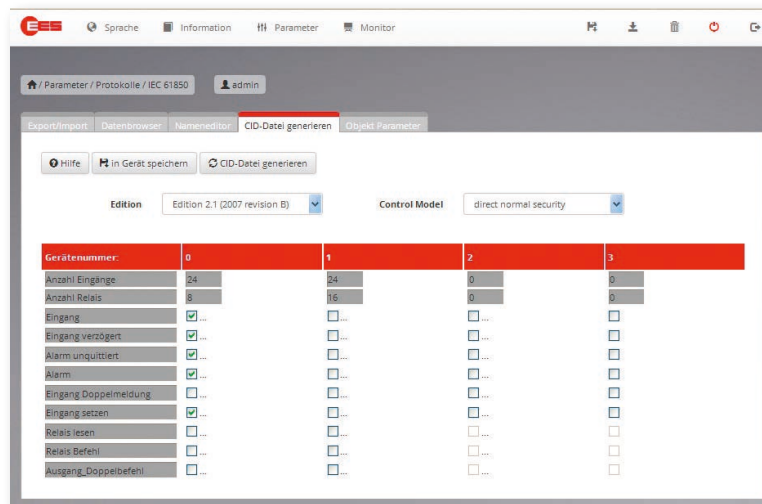 EES Sprache Information Parameter Monitor
/ Parameter / Protokolle / IEC 61850 admin
Export/Import Datenbrowser Nameneditor CID-Datei generieren Objekt Parameter
Hilfe in Gerät speichern CID-Datei generieren
Edition Edition 2.1 (2007 revision B) Control Model direct normal security
Gerätenummer: 0 1 2 3
Anzahl Eingänge 24 24 0 0
Anzahl Relais 8 16 0 0
Eingang ... ... ...
Eingang verzögert ... ... ...
Alarm unquittiert ... ... ...
Alarm ... ... ...
Eingang Doppelmeldung ... ... ...
Eingang setzen ... ... ...
Relais lesen ... ... ...
Relais Befehl ... ... ...
Ausgang_Doppelbefehl ... ... ...